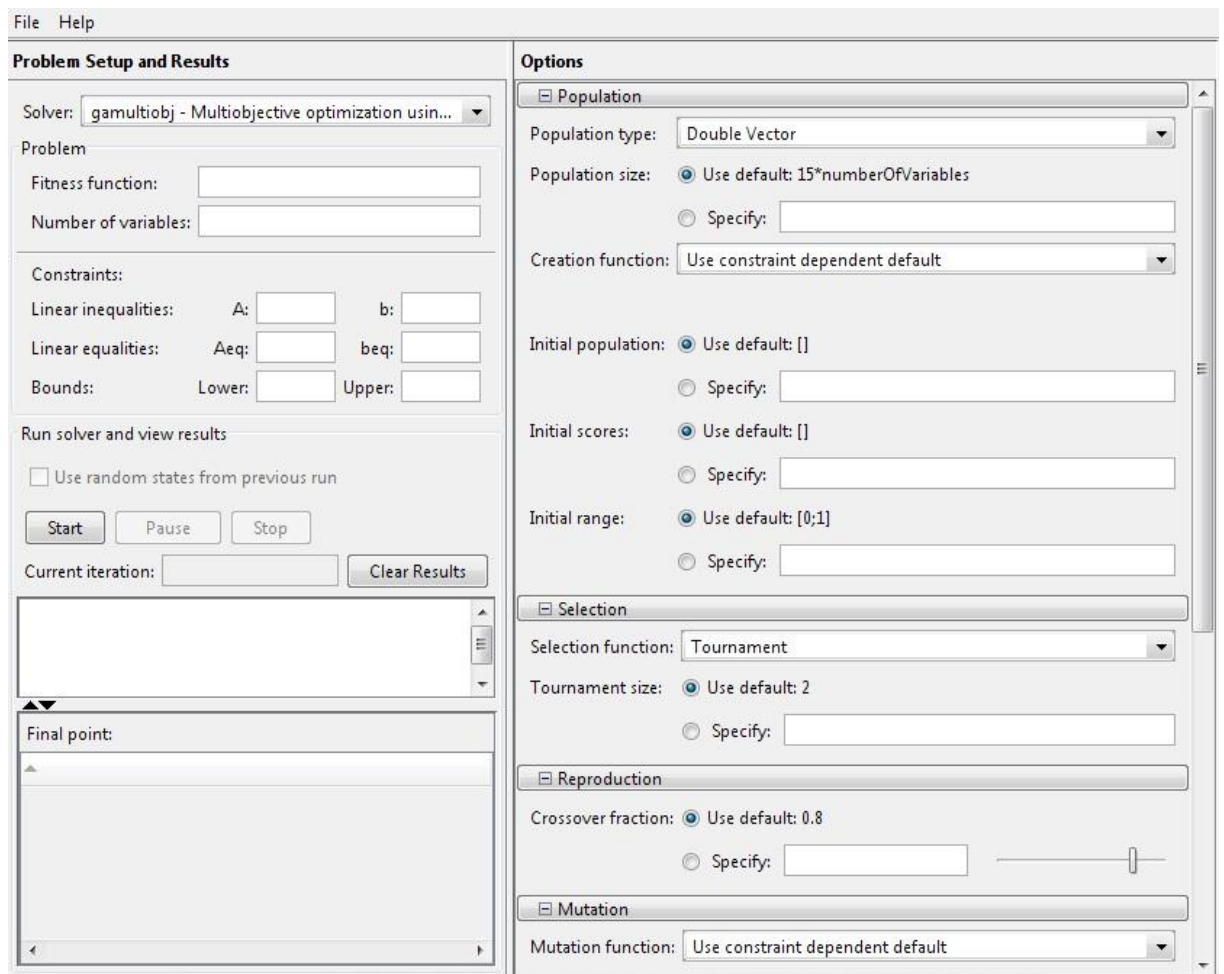 File Help
Problem Setup and Results
Solver: gamultiobj - Multiobjective optimization usin...
Problem
Fitness function:
Number of variables:
Constraints:
Linear inequalities: A: b:
Linear equalities: Aeq: beq:
Bounds: Lower: Upper:
Run solver and view results
Use random states from previous run
Start Pause Stop
Current iteration: Clear Results
Final point:
Options
Population
Population type: Double Vector
Population size: Use default: 15*numberOfVariables
Specify:
Creation function: Use constraint dependent default
Initial population: Use default: []
Specify:
Initial scores: Use default: []
Specify:
Initial range: Use default: [0;1]
Specify:
Selection
Selection function: Tournament
Tournament size: Use default: 2
Specify:
Reproduction
Crossover fraction: Use default: 0.8
Specify:
Mutation
Mutation function: Use constraint dependent default